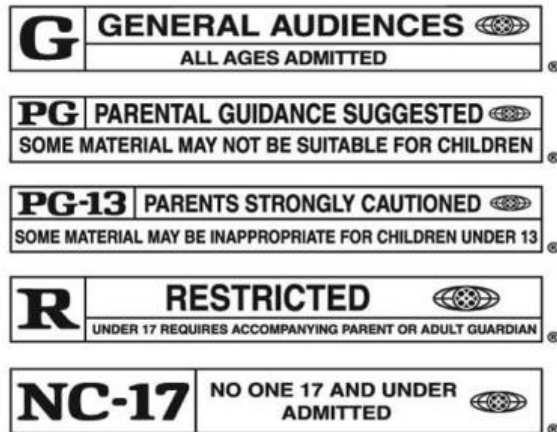 G GENERAL AUDIENCES
ALL AGES ADMITTED
®
PG PARENTAL GUIDANCE SUGGESTED
SOME MATERIAL MAY NOT BE SUITABLE FOR CHILDREN
®
PG-13 PARENTS STRONGLY CAUTIONED
SOME MATERIAL MAY BE INAPPROPRIATE FOR CHILDREN UNDER 13
®
R RESTRICTED
UNDER 17 REQUIRES ACCOMPANYING PARENT OR ADULT GUARDIAN
®
NC-17 NO ONE 17 AND UNDER
ADMITTED
®